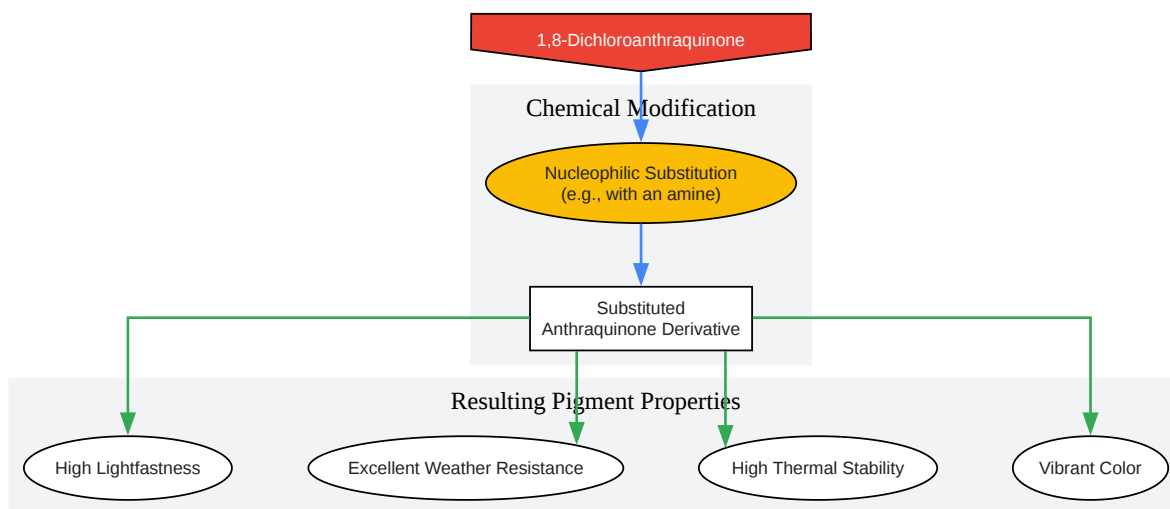 1,8-Dichloroanthraquinone
Chemical Modification
Nucleophilic Substitution
(e.g., with an amine)
Substituted
Anthraquinone Derivative
Resulting Pigment Properties
High Lightfastness
Excellent Weather Resistance
High Thermal Stability
Vibrant Color